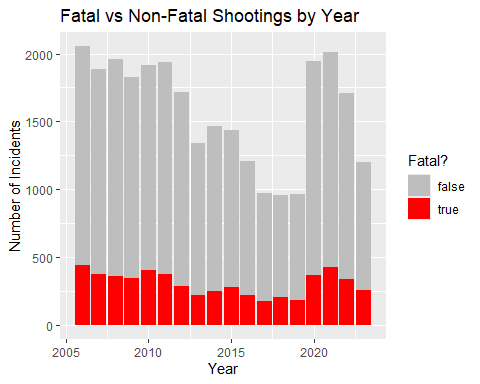 Fatal vs Non-Fatal Shootings by Year
Number of Incidents
2000
1500
1000
500
0
2005 2010 2015 2020
Year
Fatal?
false
true